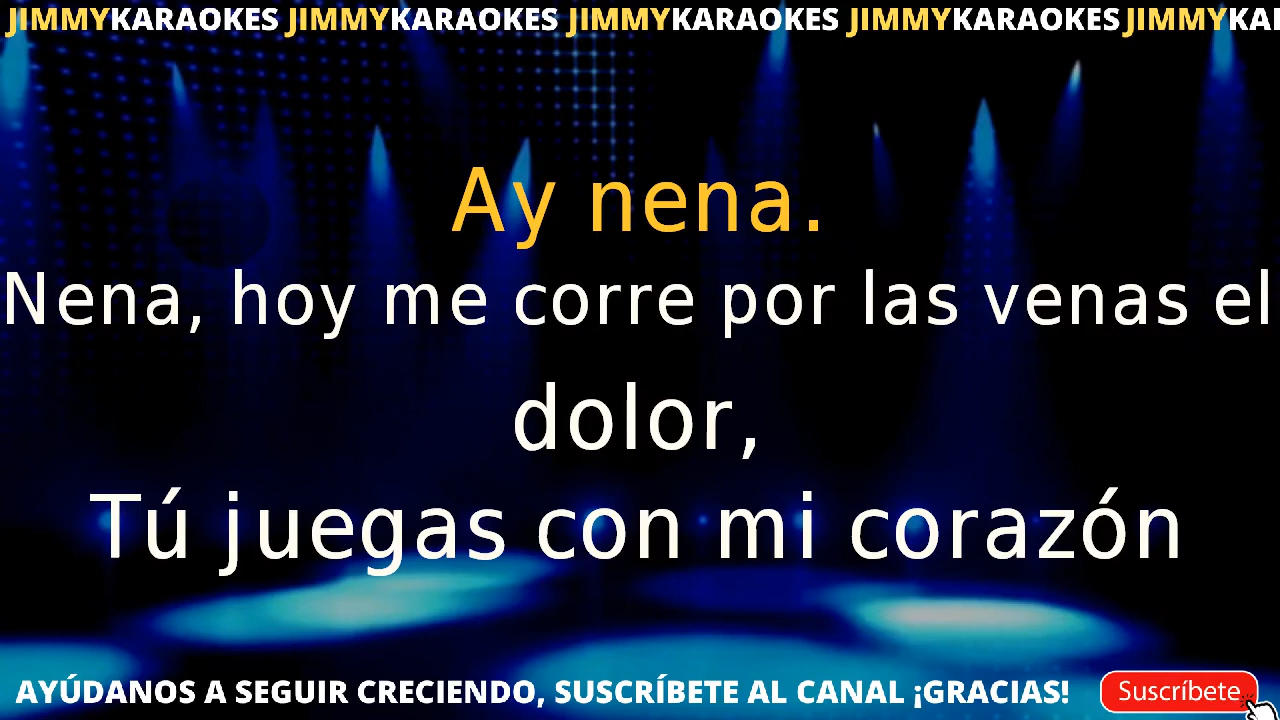 JIMMYKARAOKES JIMMYKARAOKES JIMMYKARAOKES JIMMYKARAOKES JIMMYKA
Ay nena.
Nena, hoy me corre por las venas el
dolor,
Tú juegas con mi corazón
AYÚDANOS A SEGUIR CRECIENDO, SUSCRÍBETE AL CANAL ¡GRACIAS! Suscríbete